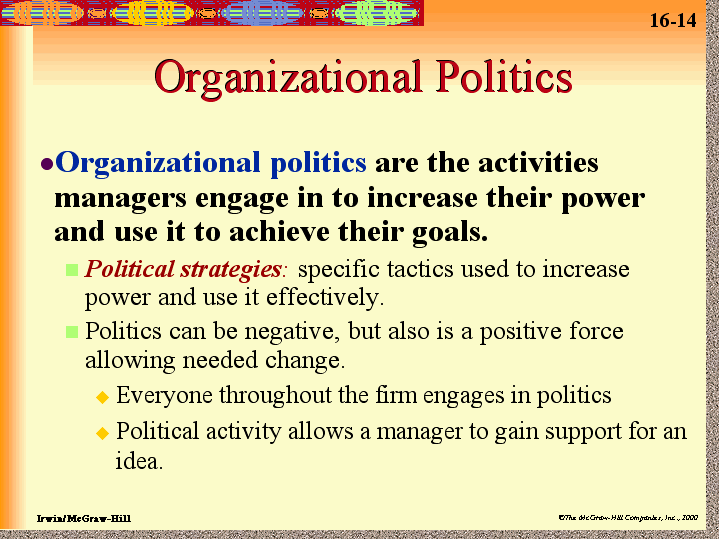 16-14
Organizational Politics
Organizational politics are the activities
managers engage in to increase their power
and use it to achieve their goals.
Political strategies: specific tactics used to increase
power and use it effectively.
Politics can be negative, but also is a positive force
allowing needed change.
Everyone throughout the firm engages in politics
Political activity allows a manager to gain support for an
idea.
Irwin/McGraw-Hill
©The McGraw-Hill Companies, Inc., 2000